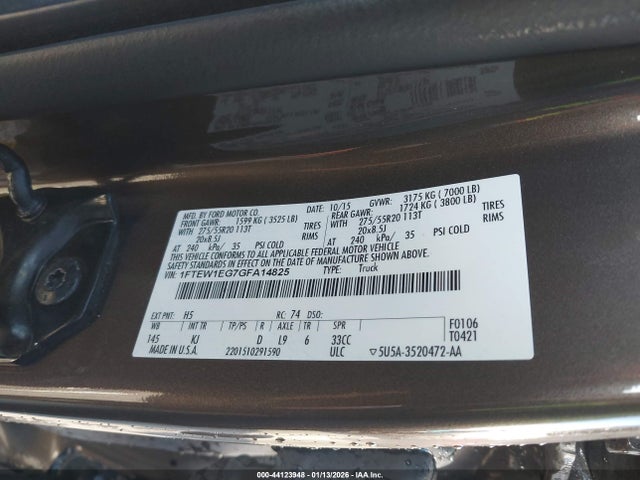 MFD. BY FORD MOTOR CO. DATE: 10/15 GVWR: 3175 KG ( 7000 LB)
FRONT GAWR: 1599 KG ( 3525 LB) REAR GAWR: 1724 KG ( 3800 LB)
WITH 275/55R20 113T TIRES WITH 275/55R20 113T TIRES
20x8.5J RIMS 20x8.5J RIMS
AT 240 kPa/ 35 PSI COLD AT 240 kPa/ 35 PSI COLD
THIS VEHICLE CONFORMS TO ALL APPLICABLE FEDERAL MOTOR VEHICLE
SAFETY STANDARDS IN EFFECT ON THE DATE OF MANUFACTURE SHOWN ABOVE.
VIN: 1FTEW1EG7GFA14825 TYPE: Truck
EXT PNT: H5 RC: 74 DSO: F0106
WB INT TR TP/PS R AXLE TR SPR T0421
145 KJ D L9 6 33CC
MADE IN U.S.A. 2201510291590 ULC ▽5U5A-3520472-AA
000-44123948 01/13/2026 - IAA, Inc.